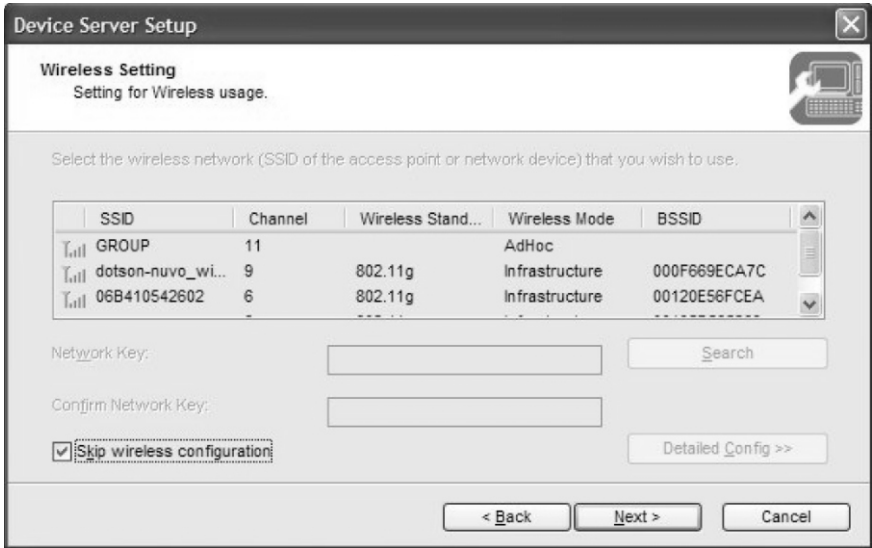 Device Server Setup
Wireless Setting
Setting for Wireless usage.
Select the wireless network (SSID of the access point or network device) that you wish to use.
SSID Channel Wireless Stand... Wireless Mode BSSID
GROUP 11 AdHoc
dotson-nuvo_wi... 9 802.11g Infrastructure 000F669ECA7C
06B410542602 6 802.11g Infrastructure 00120E56FCEA
Network Key:
Search
Confirm Network Key:
Skip wireless configuration
Detailed Config >>
< Back Next > Cancel